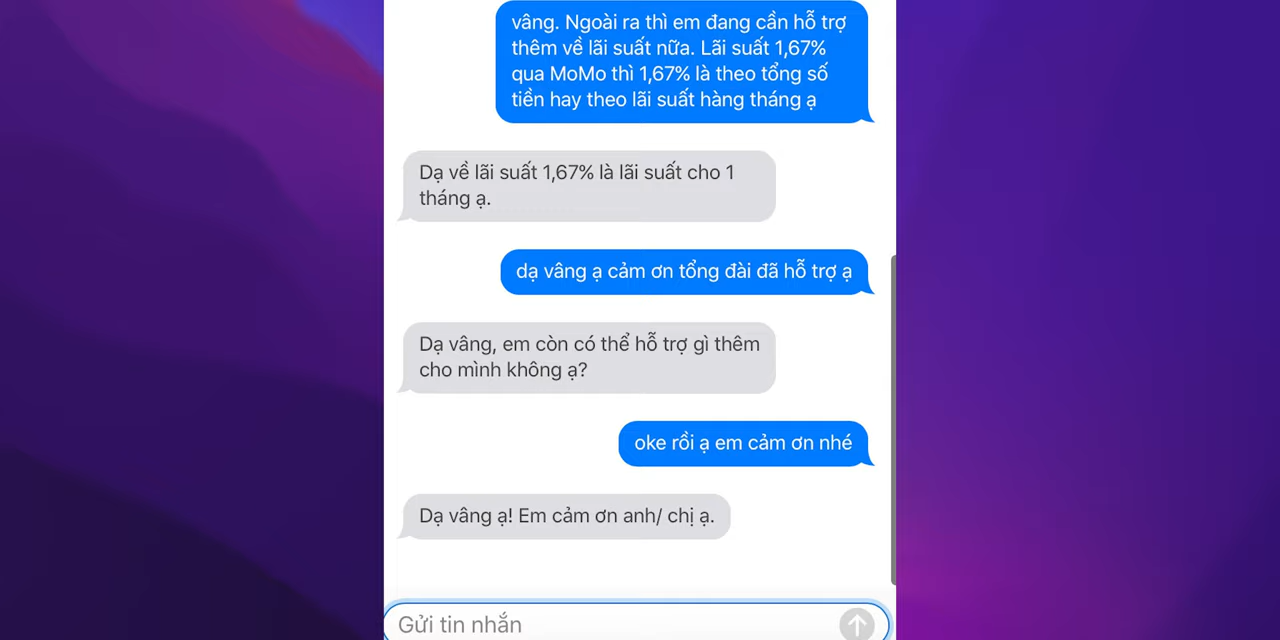 vâng. Ngoài ra thì em đang cần hỗ trợ
thêm về lãi suất nữa. Lãi suất 1,67%
qua MoMo thì 1,67% là theo tổng số
tiền hay theo lãi suất hàng tháng ạ
Dạ về lãi suất 1,67% là lãi suất cho 1
tháng ạ.
dạ vâng ạ cảm ơn tổng đài đã hỗ trợ ạ
Dạ vâng, em còn có thể hỗ trợ gì thêm
cho mình không ạ?
oke rồi ạ em cảm ơn nhé
Dạ vâng ạ! Em cảm ơn anh/ chị ạ.
Gửi tin nhắn